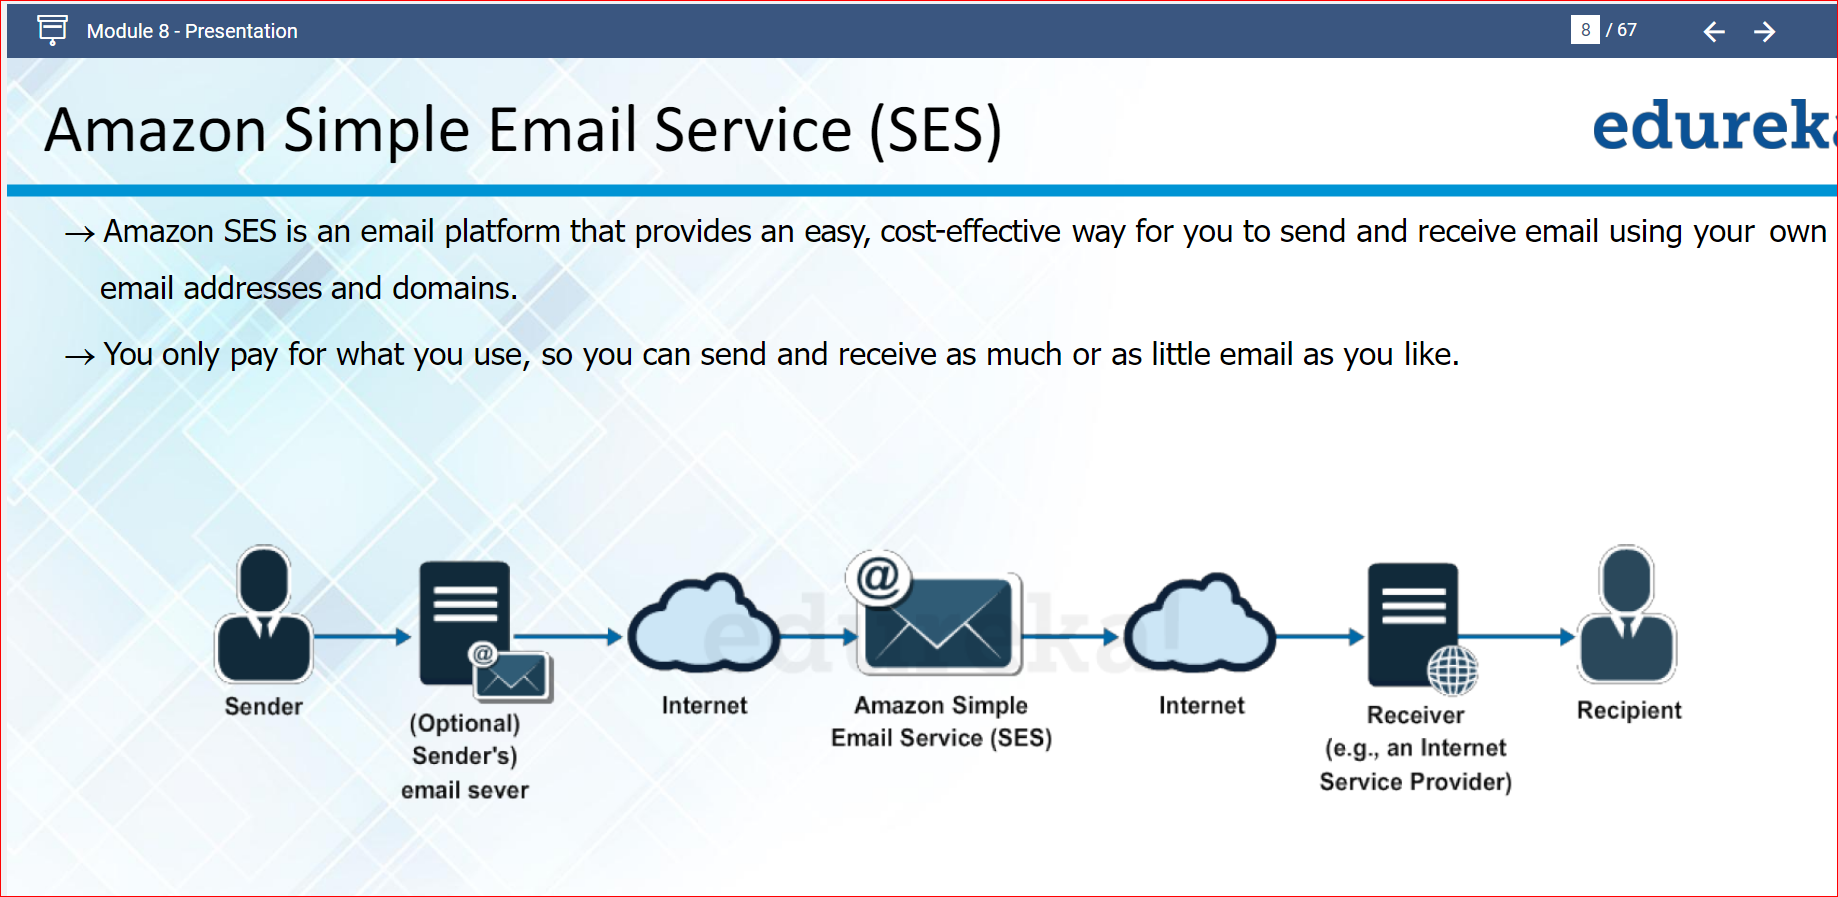 Module 8 - Presentation
8 / 67
Amazon Simple Email Service (SES)
edureka
→ Amazon SES is an email platform that provides an easy, cost-effective way for you to send and receive email using your own
email addresses and domains.
→ You only pay for what you use, so you can send and receive as much or as little email as you like.
edureka!
@
@
Sender
(Optional)
Sender's)
email sever
Internet
Amazon Simple
Email Service (SES)
Internet
Receiver
(e.g., an Internet
Service Provider)
Recipient